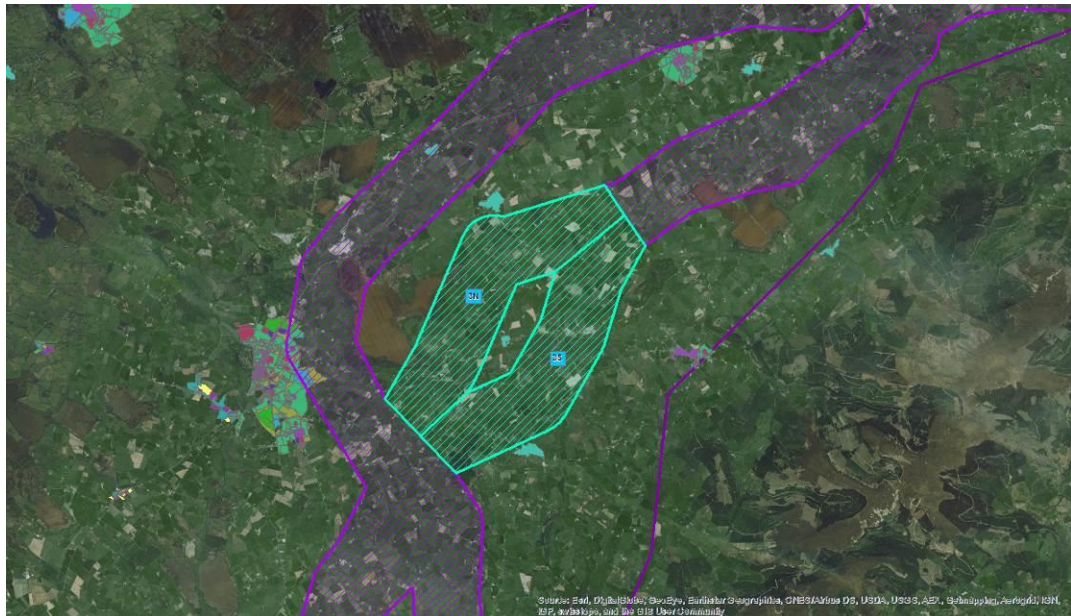 Source: Esri, DigitalGlobe, GeoEye, Earthstar Geographics, CNES/Airbus DS, USDA, USGS, AEX, Getmapping, Aerogrid, IGN,
IGP, swisstopo, and the GIS User Community